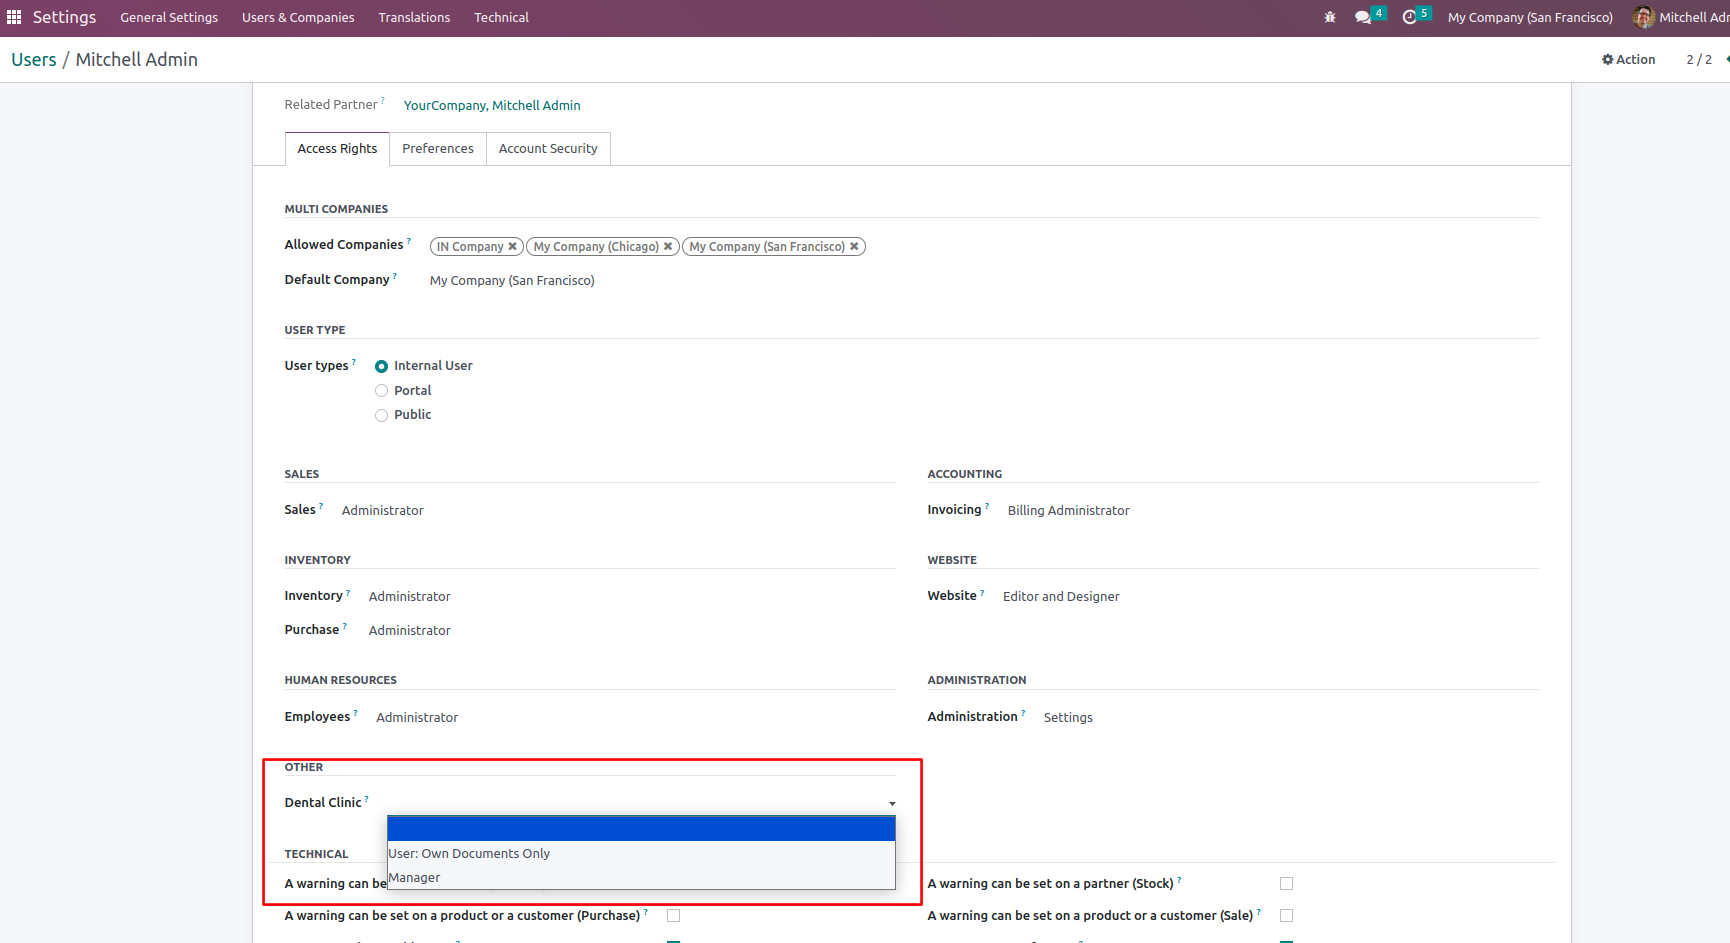 Settings General Settings Users & Companies Translations Technical 4 5 My Company (San Francisco) Mitchell Adm
Users / Mitchell Admin Action 2 / 2
Related Partner ? YourCompany, Mitchell Admin
Access Rights Preferences Account Security
MULTI COMPANIES
Allowed Companies ? IN Company ✖ My Company (Chicago) ✖ My Company (San Francisco) ✖
Default Company ? My Company (San Francisco)
USER TYPE
User types ? Internal User
Portal
Public
SALES ACCOUNTING
Sales ? Administrator Invoicing ? Billing Administrator
INVENTORY WEBSITE
Inventory ? Administrator Website ? Editor and Designer
Purchase ? Administrator
HUMAN RESOURCES ADMINISTRATION
Employees ? Administrator Administration ? Settings
OTHER
Dental Clinic ?
User: Own Documents Only
TECHNICAL
Manager
A warning can be A warning can be set on a partner (Stock) ?
A warning can be set on a product or a customer (Purchase) ? A warning can be set on a product or a customer (Sale) ?